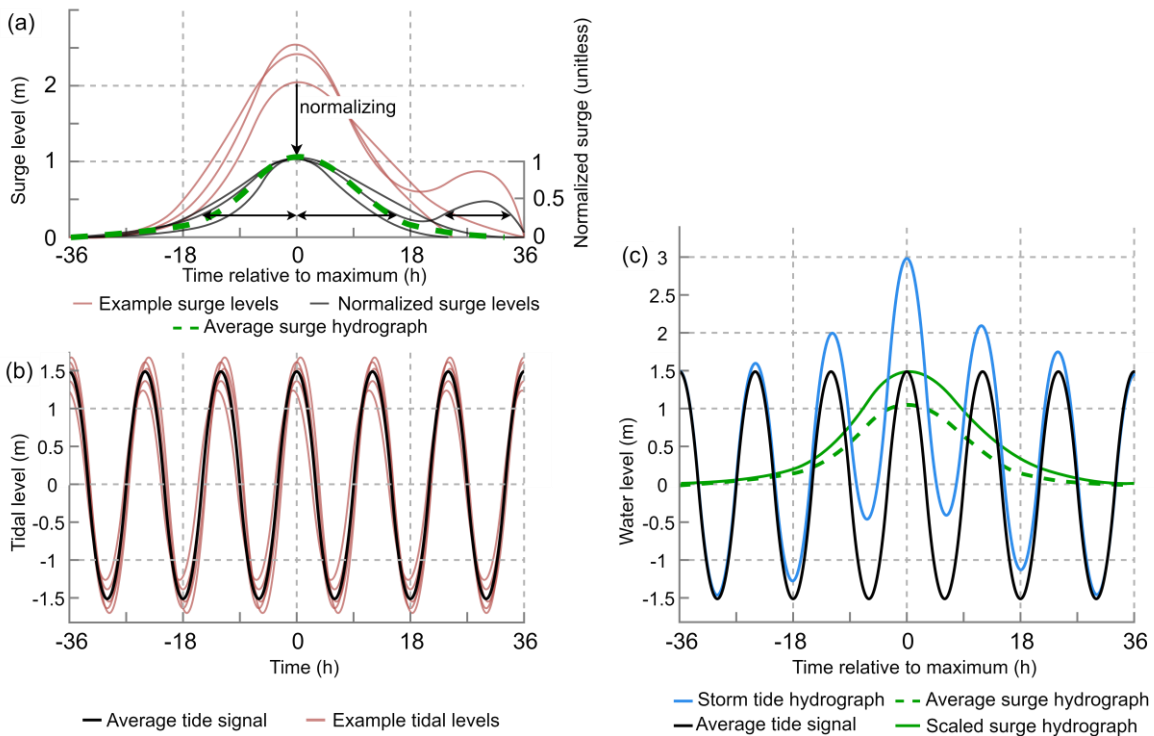 (a)
Surge level (m)
2
1
0
normalizing
Normalized surge (unitless)
1
0.5
0
-36
-18
0
18
36
Time relative to maximum (h)
Example surge levels
Normalized surge levels
Average surge hydrograph
(b)
Tidal level (m)
1.5
1
0.5
0
-0.5
-1
-1.5
-36
-18
0
18
36
Time (h)
Average tide signal
Example tidal levels
(c)
Water level (m)
3
2.5
2
1.5
1
0.5
0
-0.5
-1
-1.5
-36
-18
0
18
36
Time relative to maximum (h)
Storm tide hydrograph
Average surge hydrograph
Average tide signal
Scaled surge hydrograph